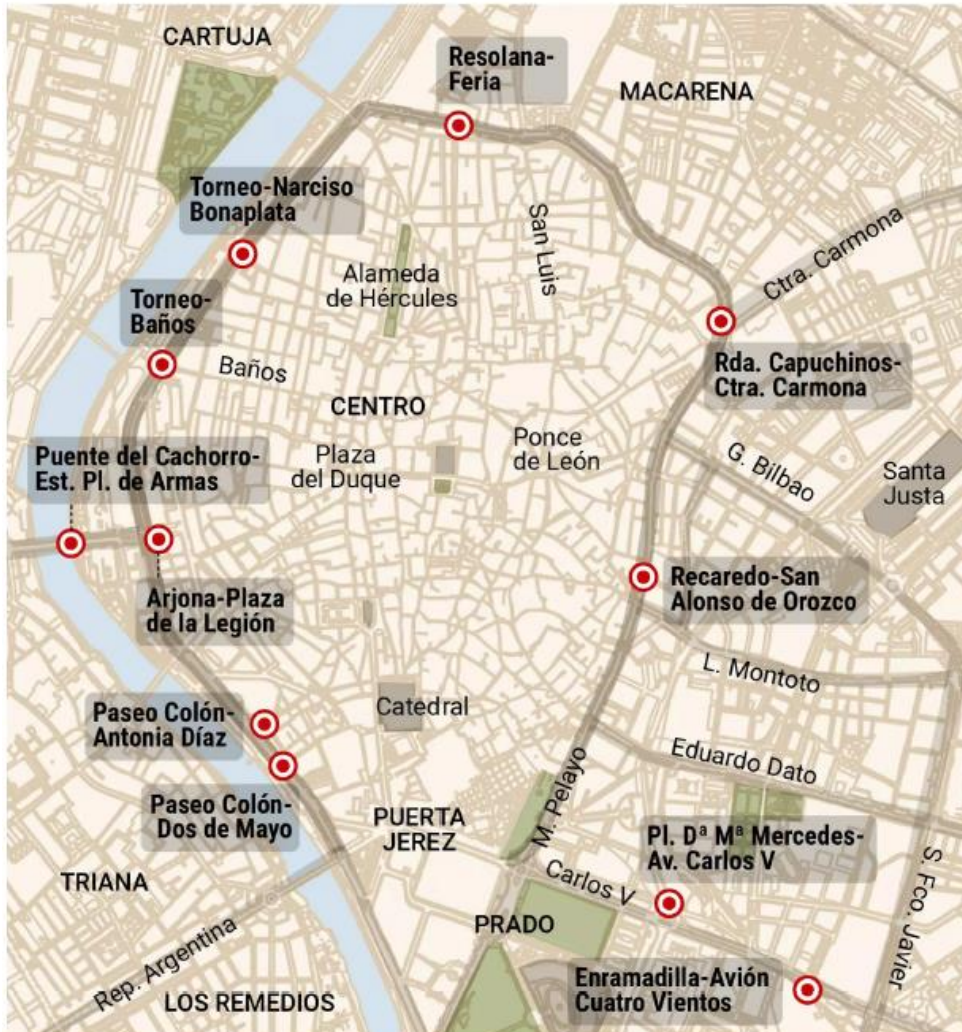 CARTUJA
Resolana-
Feria
MACARENA
Torneo-Narciso
Bonaplata
San Luis
Ctra. Carmona
Alameda
de Hércules
Torneo-
Baños
Baños
Rda. Capuchinos-
Ctra. Carmona
CENTRO
Puente del Cachorro-
Est. Pl. de Armas
Plaza
del Duque
Ponce
de León
G. Bilbao
Santa
Justa
Arjona-Plaza
de la Legión
Recaredo-San
Alonso de Orozco
L. Montoto
Paseo Colón-
Antonia Díaz
Catedral
Eduardo Dato
Paseo Colón-
Dos de Mayo
PUERTA
JEREZ
M. Pelayo
Pl. Dª Mª Mercedes-
Av. Carlos V
TRIANA
Carlos V
S. Fco. Javier
PRADO
Rep. Argentina
LOS REMEDIOS
Enramadilla-Avión
Cuatro Vientos